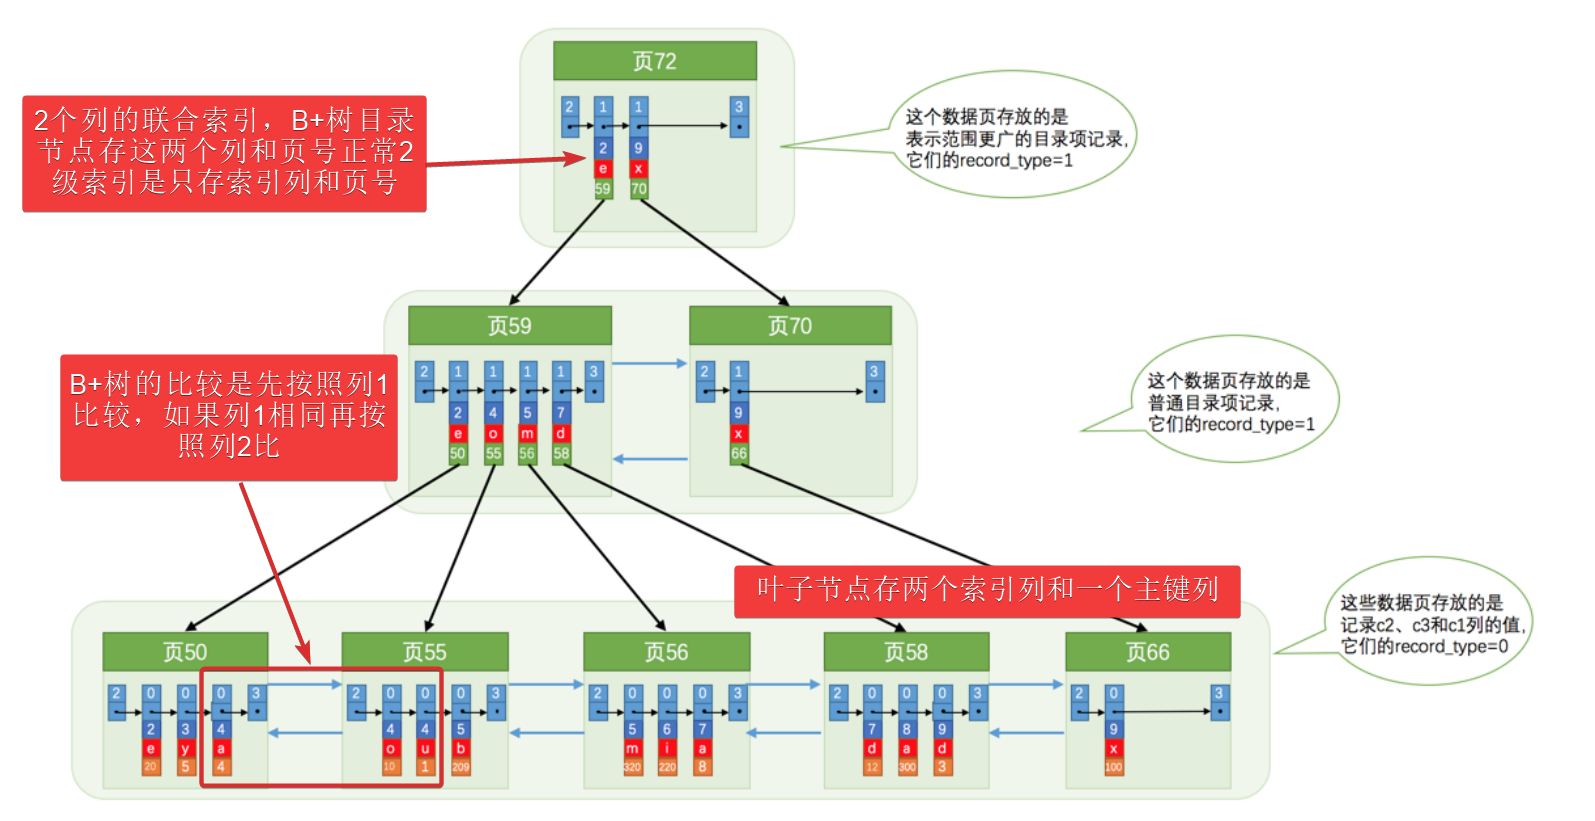 页72
2 1 1 3
2 9
e x
59 70
2个列的联合索引，B+树目录
节点存这两个列和页号正常2
级索引是只存索引列和页号
这个数据页存放的是
表示范围更广的目录项记录,
它们的record_type=1
页59
2 1 1 1 1 3
2 4 5 7
e o m d
50 55 56 58
页70
2 1 3
9
x
66
B+树的比较是先按照列1
比较，如果列1相同再按
照列2比
这个数据页存放的是
普通目录项记录,
它们的record_type=1
叶子节点存两个索引列和一个主键列
页50
2 0 0 0 3
2 3 4
e y a
20 5 4
页55
2 0 0 0 3
4 4 5
o u b
10 1 209
页56
2 0 0 0 3
5 6 7
m i a
320 220 8
页58
2 0 0 0 3
7 8 9
d a d
12 300 3
页66
2 0 3
9
x
100
这些数据页存放的是
记录c2、c3和c1列的值,
它们的record_type=0